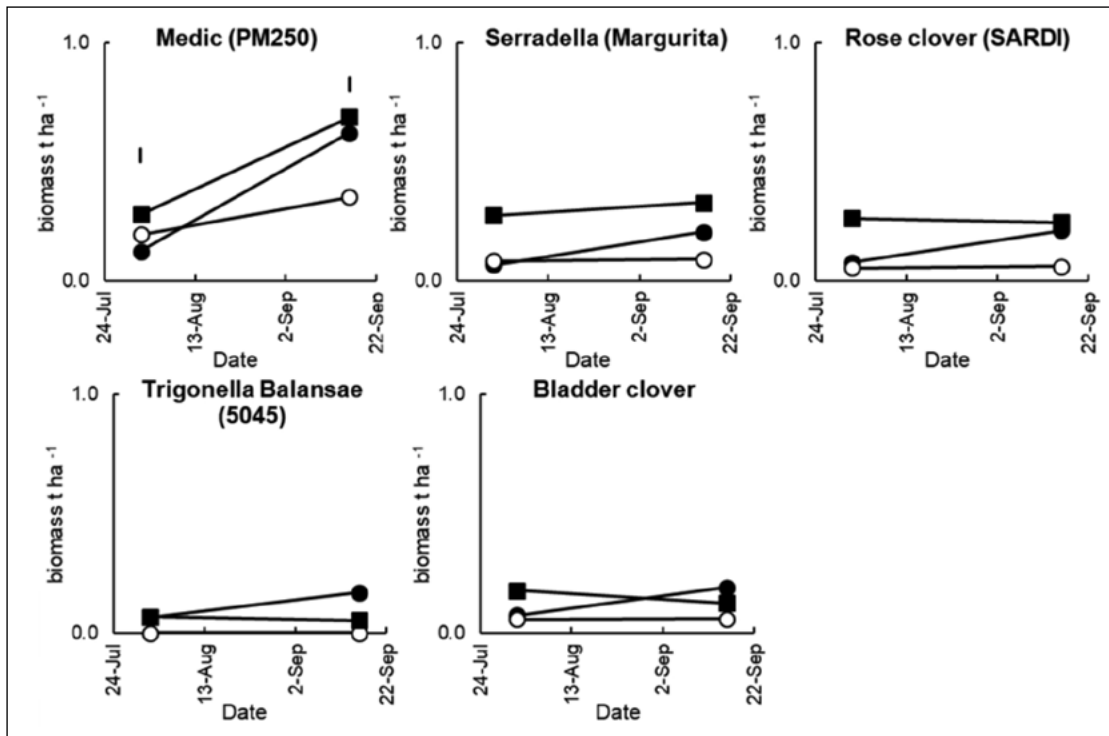 Medic (PM250)
1.0
biomass t ha -1
0.0
24-Jul
13-Aug
2-Sep
22-Sep
Date
Serradella (Margurita)
1.0
biomass t ha -1
0.0
24-Jul
13-Aug
2-Sep
22-Sep
Date
Rose clover (SARDI)
1.0
biomass t ha -1
0.0
24-Jul
13-Aug
2-Sep
22-Sep
Date
Trigonella Balansae
(5045)
1.0
biomass t ha -1
0.0
24-Jul
13-Aug
2-Sep
22-Sep
Date
Bladder clover
1.0
biomass t ha -1
0.0
24-Jul
13-Aug
2-Sep
22-Sep
Date